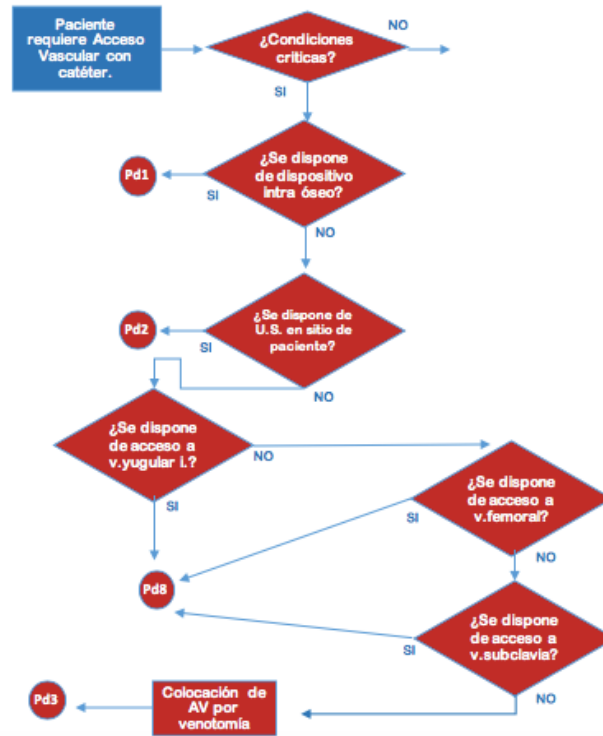 Paciente
requiere Acceso
Vascular con
catéter.
¿Condiciones
criticas?
NO
SI
¿Se dispone
de dispositivo
intra óseo?
Pd1
SI
NO
¿Se dispone de
U.S. en sitio de
paciente?
Pd2
SI
NO
¿Se dispone
de acceso a
v.yugular i.?
NO
SI
¿Se dispone
de acceso a
v.femoral?
SI
NO
Pd8
¿Se dispone
de acceso a
v.subclavia?
SI
NO
Colocación de
AV por
venotomía
Pd3